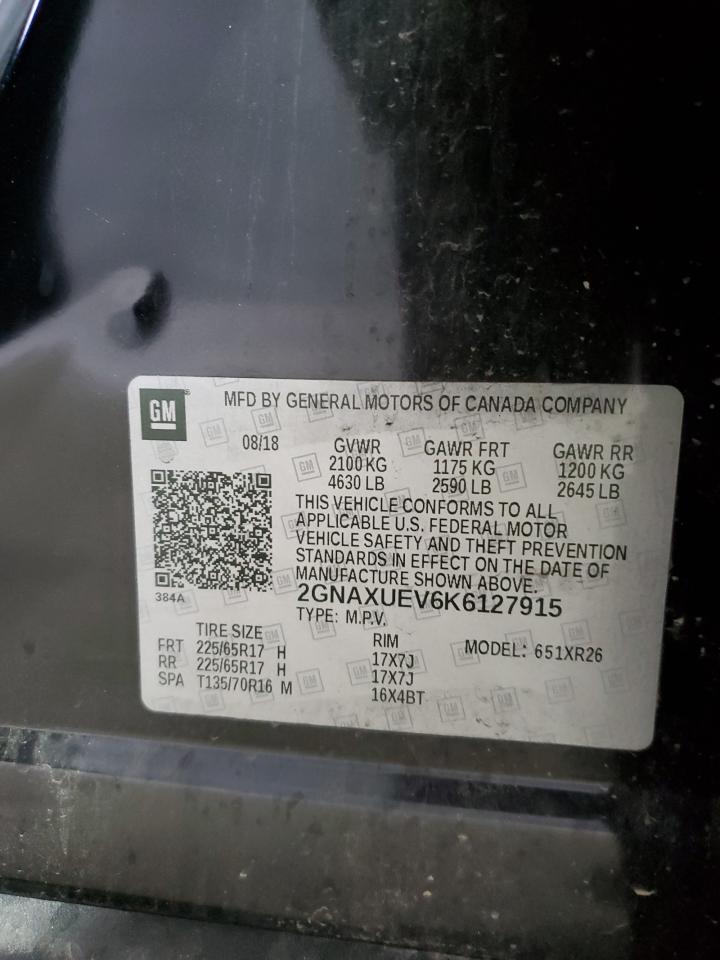 GM
MFD BY GENERAL MOTORS OF CANADA COMPANY
08/18
GVWR GAWR FRT GAWR RR
2100 KG 1175 KG 1200 KG
4630 LB 2590 LB 2645 LB
THIS VEHICLE CONFORMS TO ALL
APPLICABLE U.S. FEDERAL MOTOR
VEHICLE SAFETY AND THEFT PREVENTION
STANDARDS IN EFFECT ON THE DATE OF
MANUFACTURE SHOWN ABOVE.
384A
2GNAXUEV6K6127915
TYPE: M.P.V.
TIRE SIZE RIM MODEL: 651XR26
FRT 225/65R17 H 17X7J
RR 225/65R17 H 17X7J
SPA T135/70R16 M 16X4BT